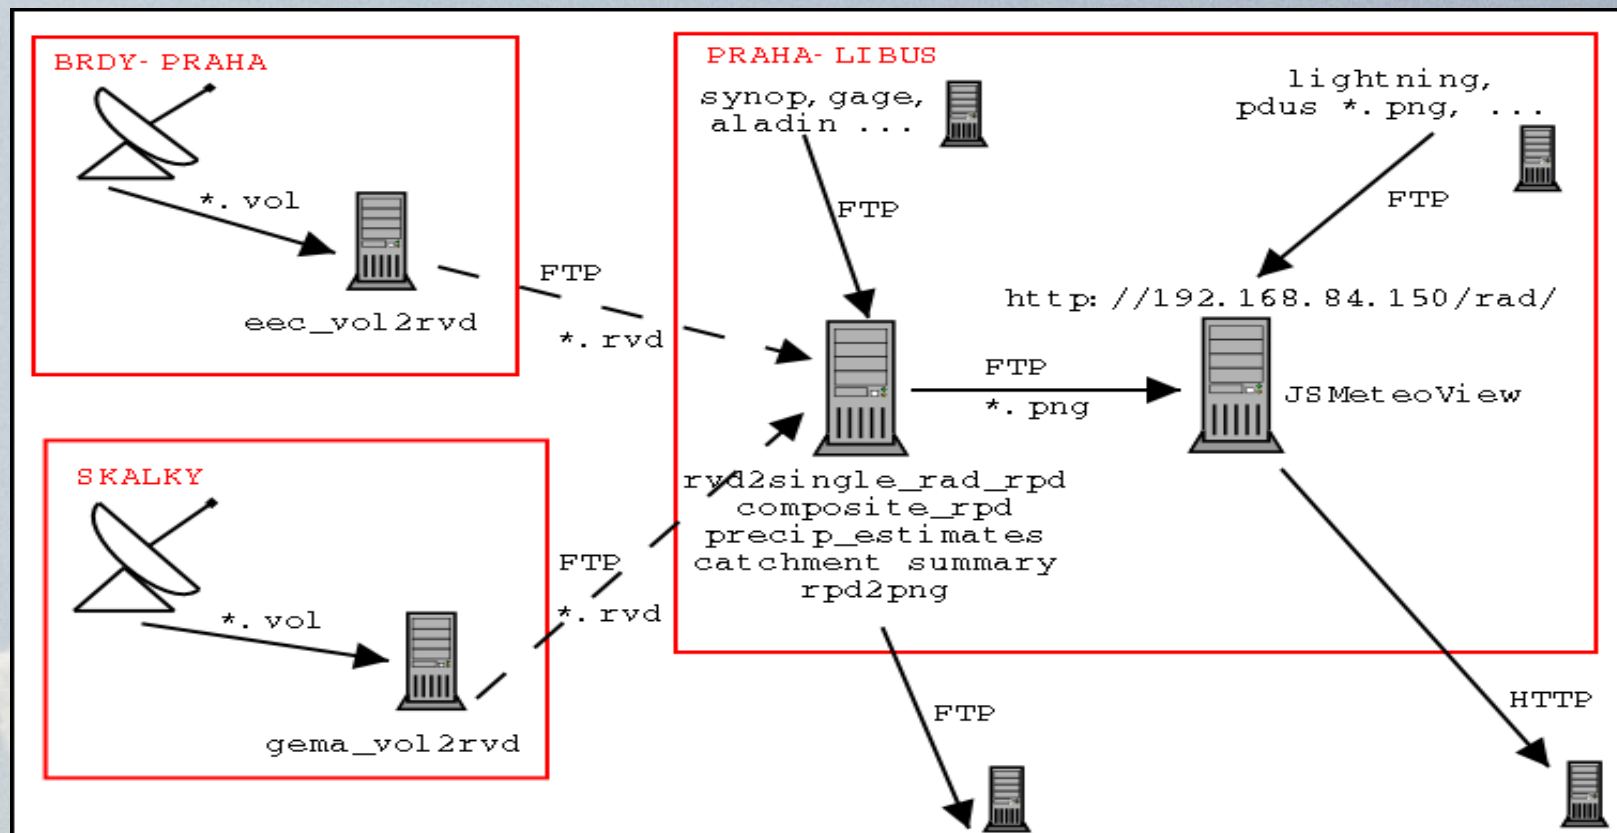 BRDY-PRAHA
*.vol
eec_vol2rvd
FTP
*.rvd
SKALKY
*.vol
gema_vol2rvd
FTP
*.rvd
PRAHA-LIBUS
synop,gage,
aladin ...
FTP
lightning,
pdus *.png, ...
FTP
http://192.168.84.150/rad/
FTP
*.png
JSMeteoView
rvd2single_rad_rpd
composite_rpd
precip_estimates
catchment summary
rpd2png
FTP
HTTP